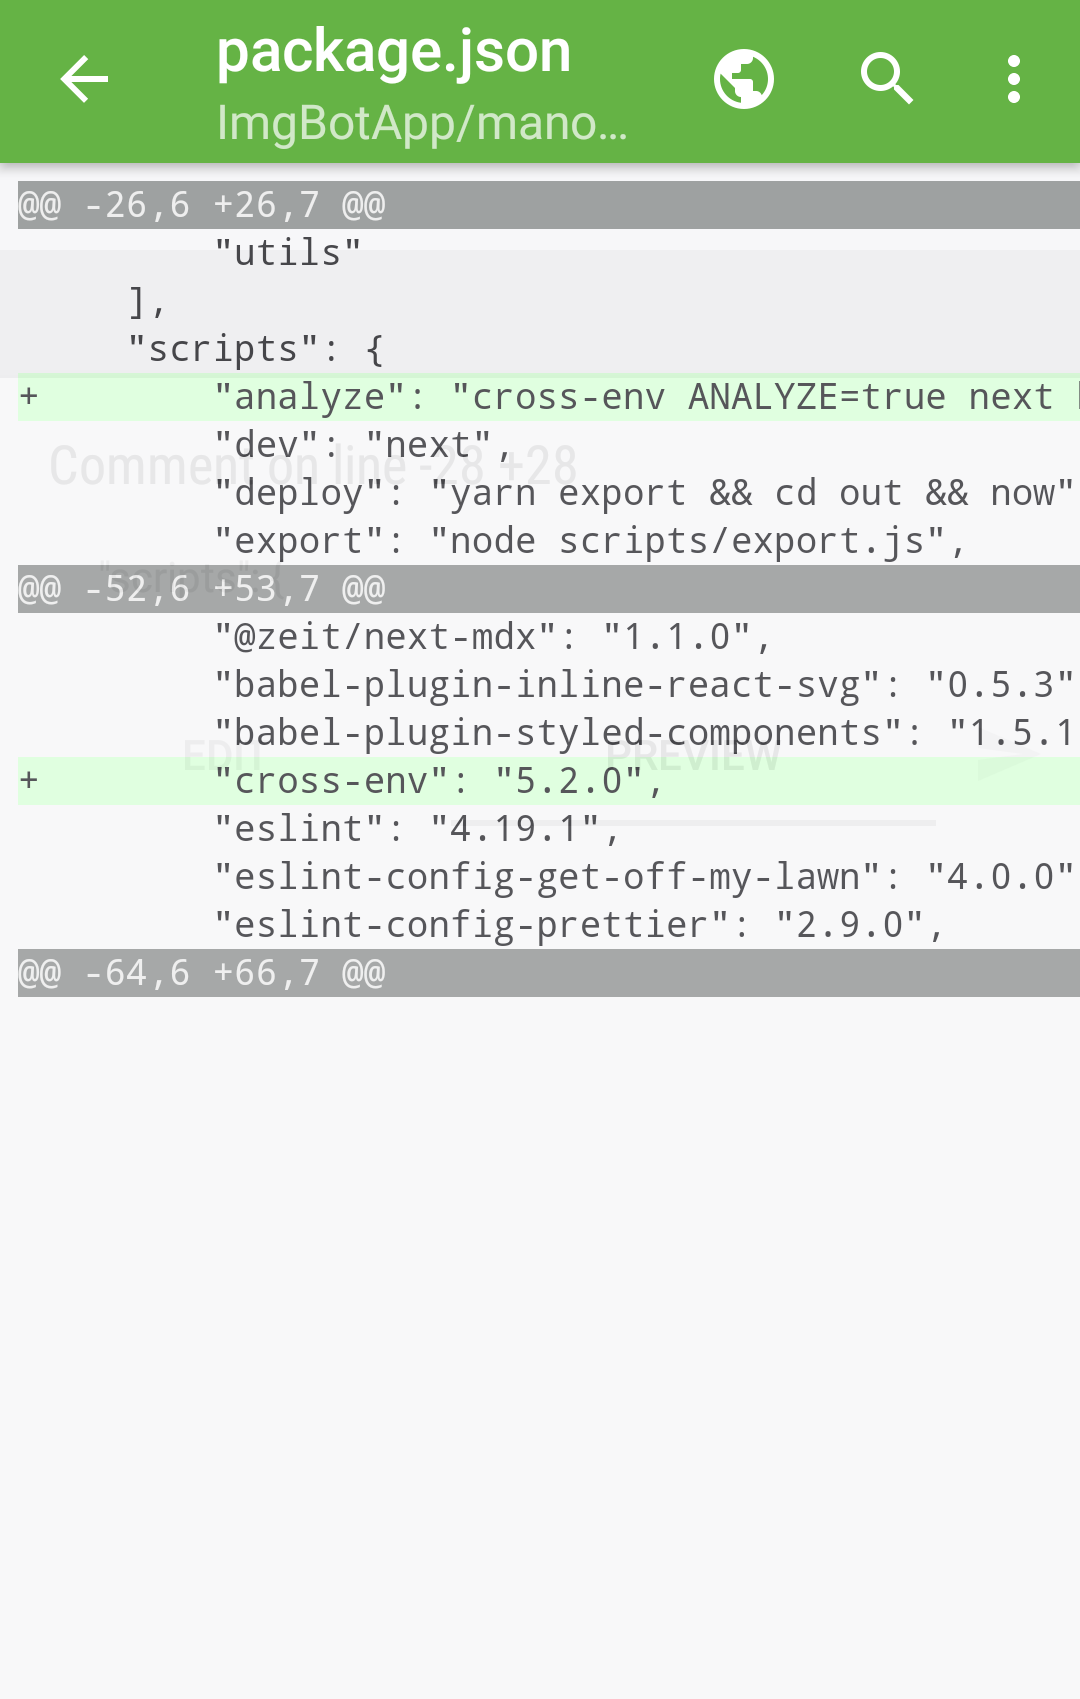 package.json
ImgBotApp/mano…
@@ -26,6 +26,7 @@
"utils"
],
"scripts": {
+ "analyze": "cross-env ANALYZE=true next
"dev": "next",
Comment on line -28 +28
"deploy": "yarn export && cd out && now"
"export": "node scripts/export.js",
"scripts": {
@@ -52,6 +53,7 @@
"@zeit/next-mdx": "1.1.0",
"babel-plugin-inline-react-svg": "0.5.3"
"babel-plugin-styled-components": "1.5.1
EDIT PREVIEW
+ "cross-env": "5.2.0",
"eslint": "4.19.1",
"eslint-config-get-off-my-lawn": "4.0.0"
"eslint-config-prettier": "2.9.0",
@@ -64,6 +66,7 @@